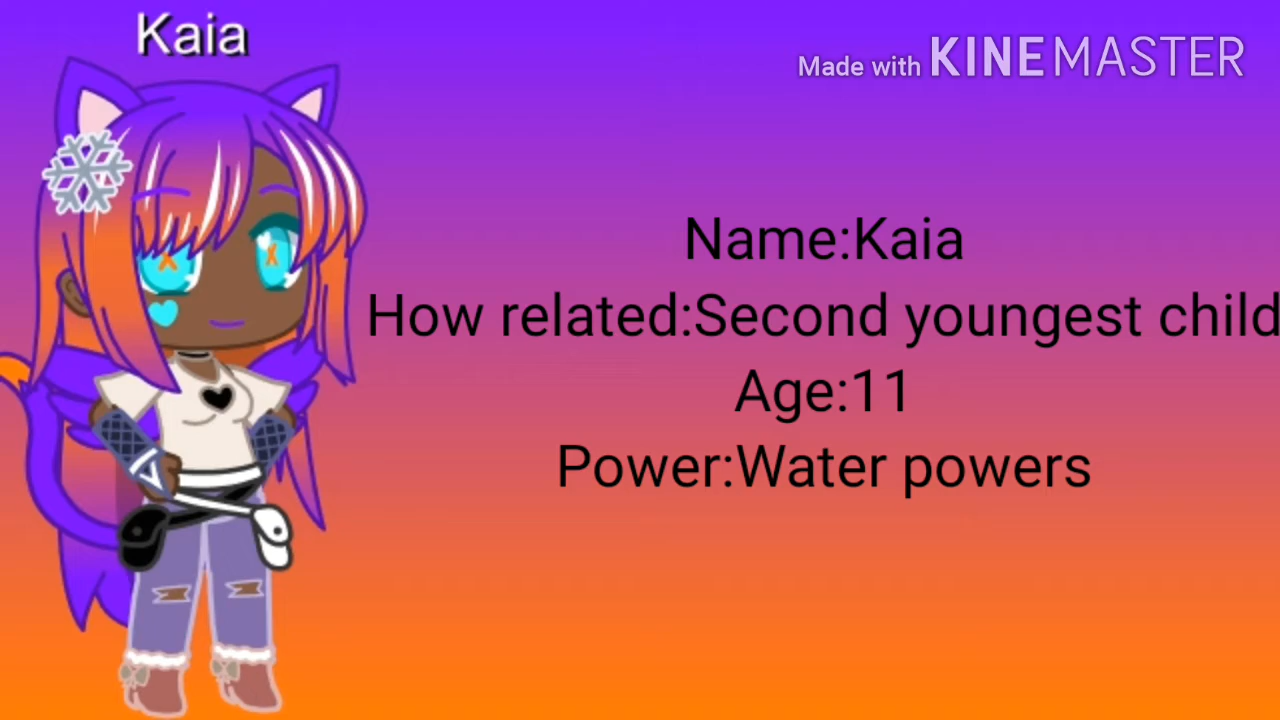 Kaia
Made with KINEMASTER
Name:Kaia
How related:Second youngest child
Age:11
Power:Water powers